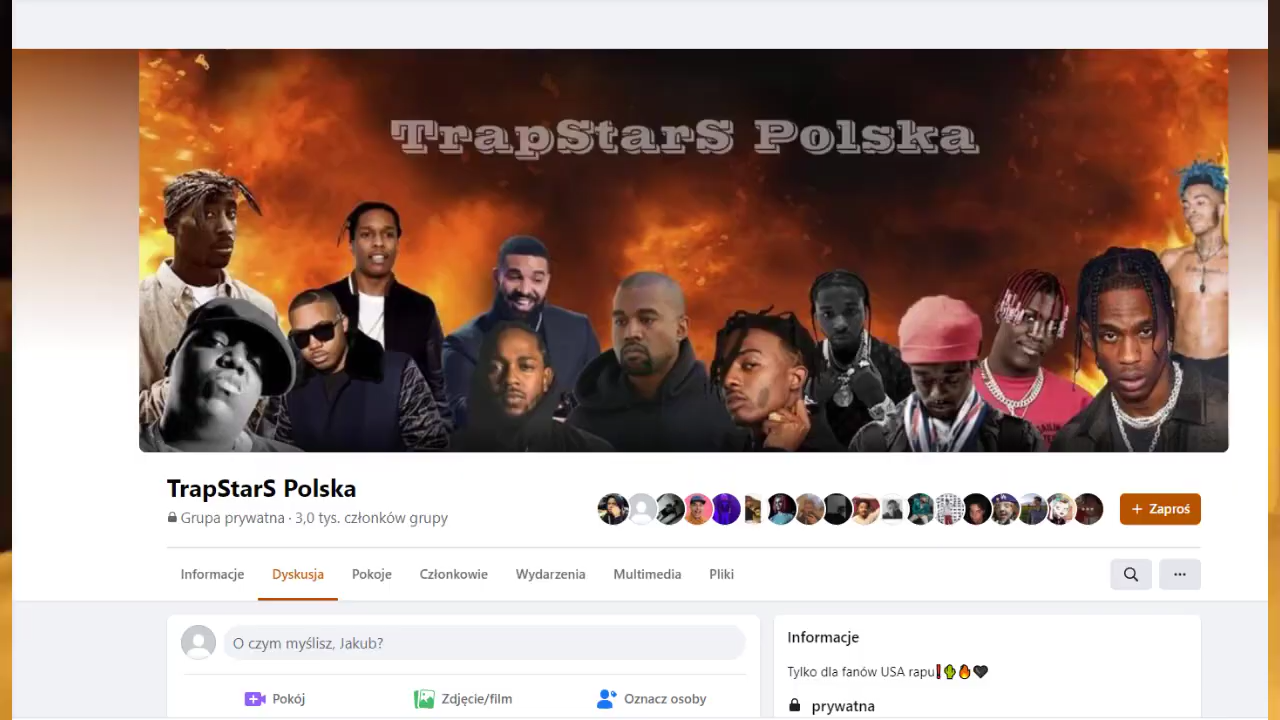 TrapStarS Polska
TrapStarS Polska
Grupa prywatna · 3,0 tys. członków grupy
+ Zaproś
Informacje Dyskusja Pokoje Członkowie Wydarzenia Multimedia Pliki
O czym myślisz, Jakub?
Pokój Zdjęcie/film Oznacz osoby
Informacje
Tylko dla fanów USA rapu❗🌵🔥🖤
prywatna